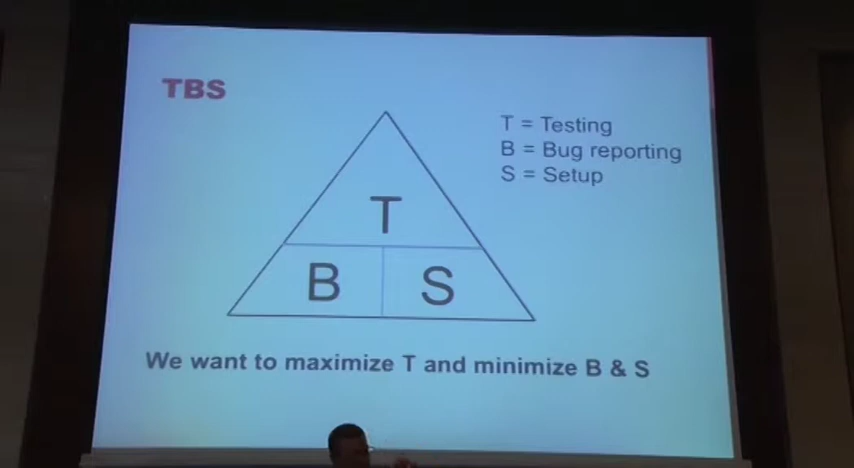 TBS
T = Testing
B = Bug reporting
S = Setup
T
B S
We want to maximize T and minimize B & S